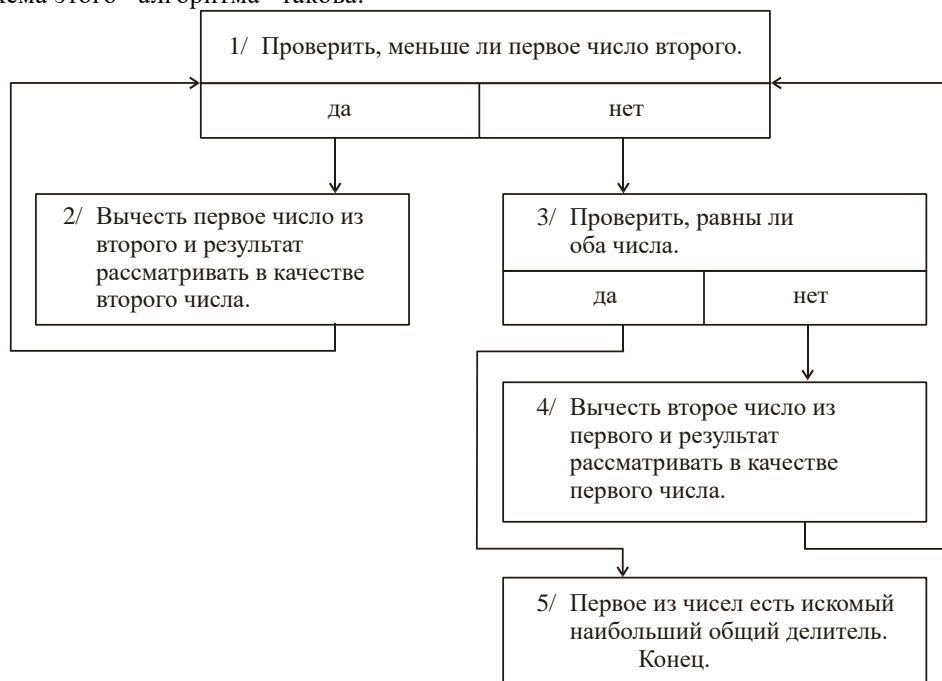 схема этого алгоритма такова:
1/ Проверить, меньше ли первое число второго.
да
нет
2/ Вычесть первое число из
второго и результат
рассматривать в качестве
второго числа.
3/ Проверить, равны ли
оба числа.
да
нет
4/ Вычесть второе число из
первого и результат
рассматривать в качестве
первого числа.
5/ Первое из чисел есть искомый
наибольший общий делитель.
Конец.